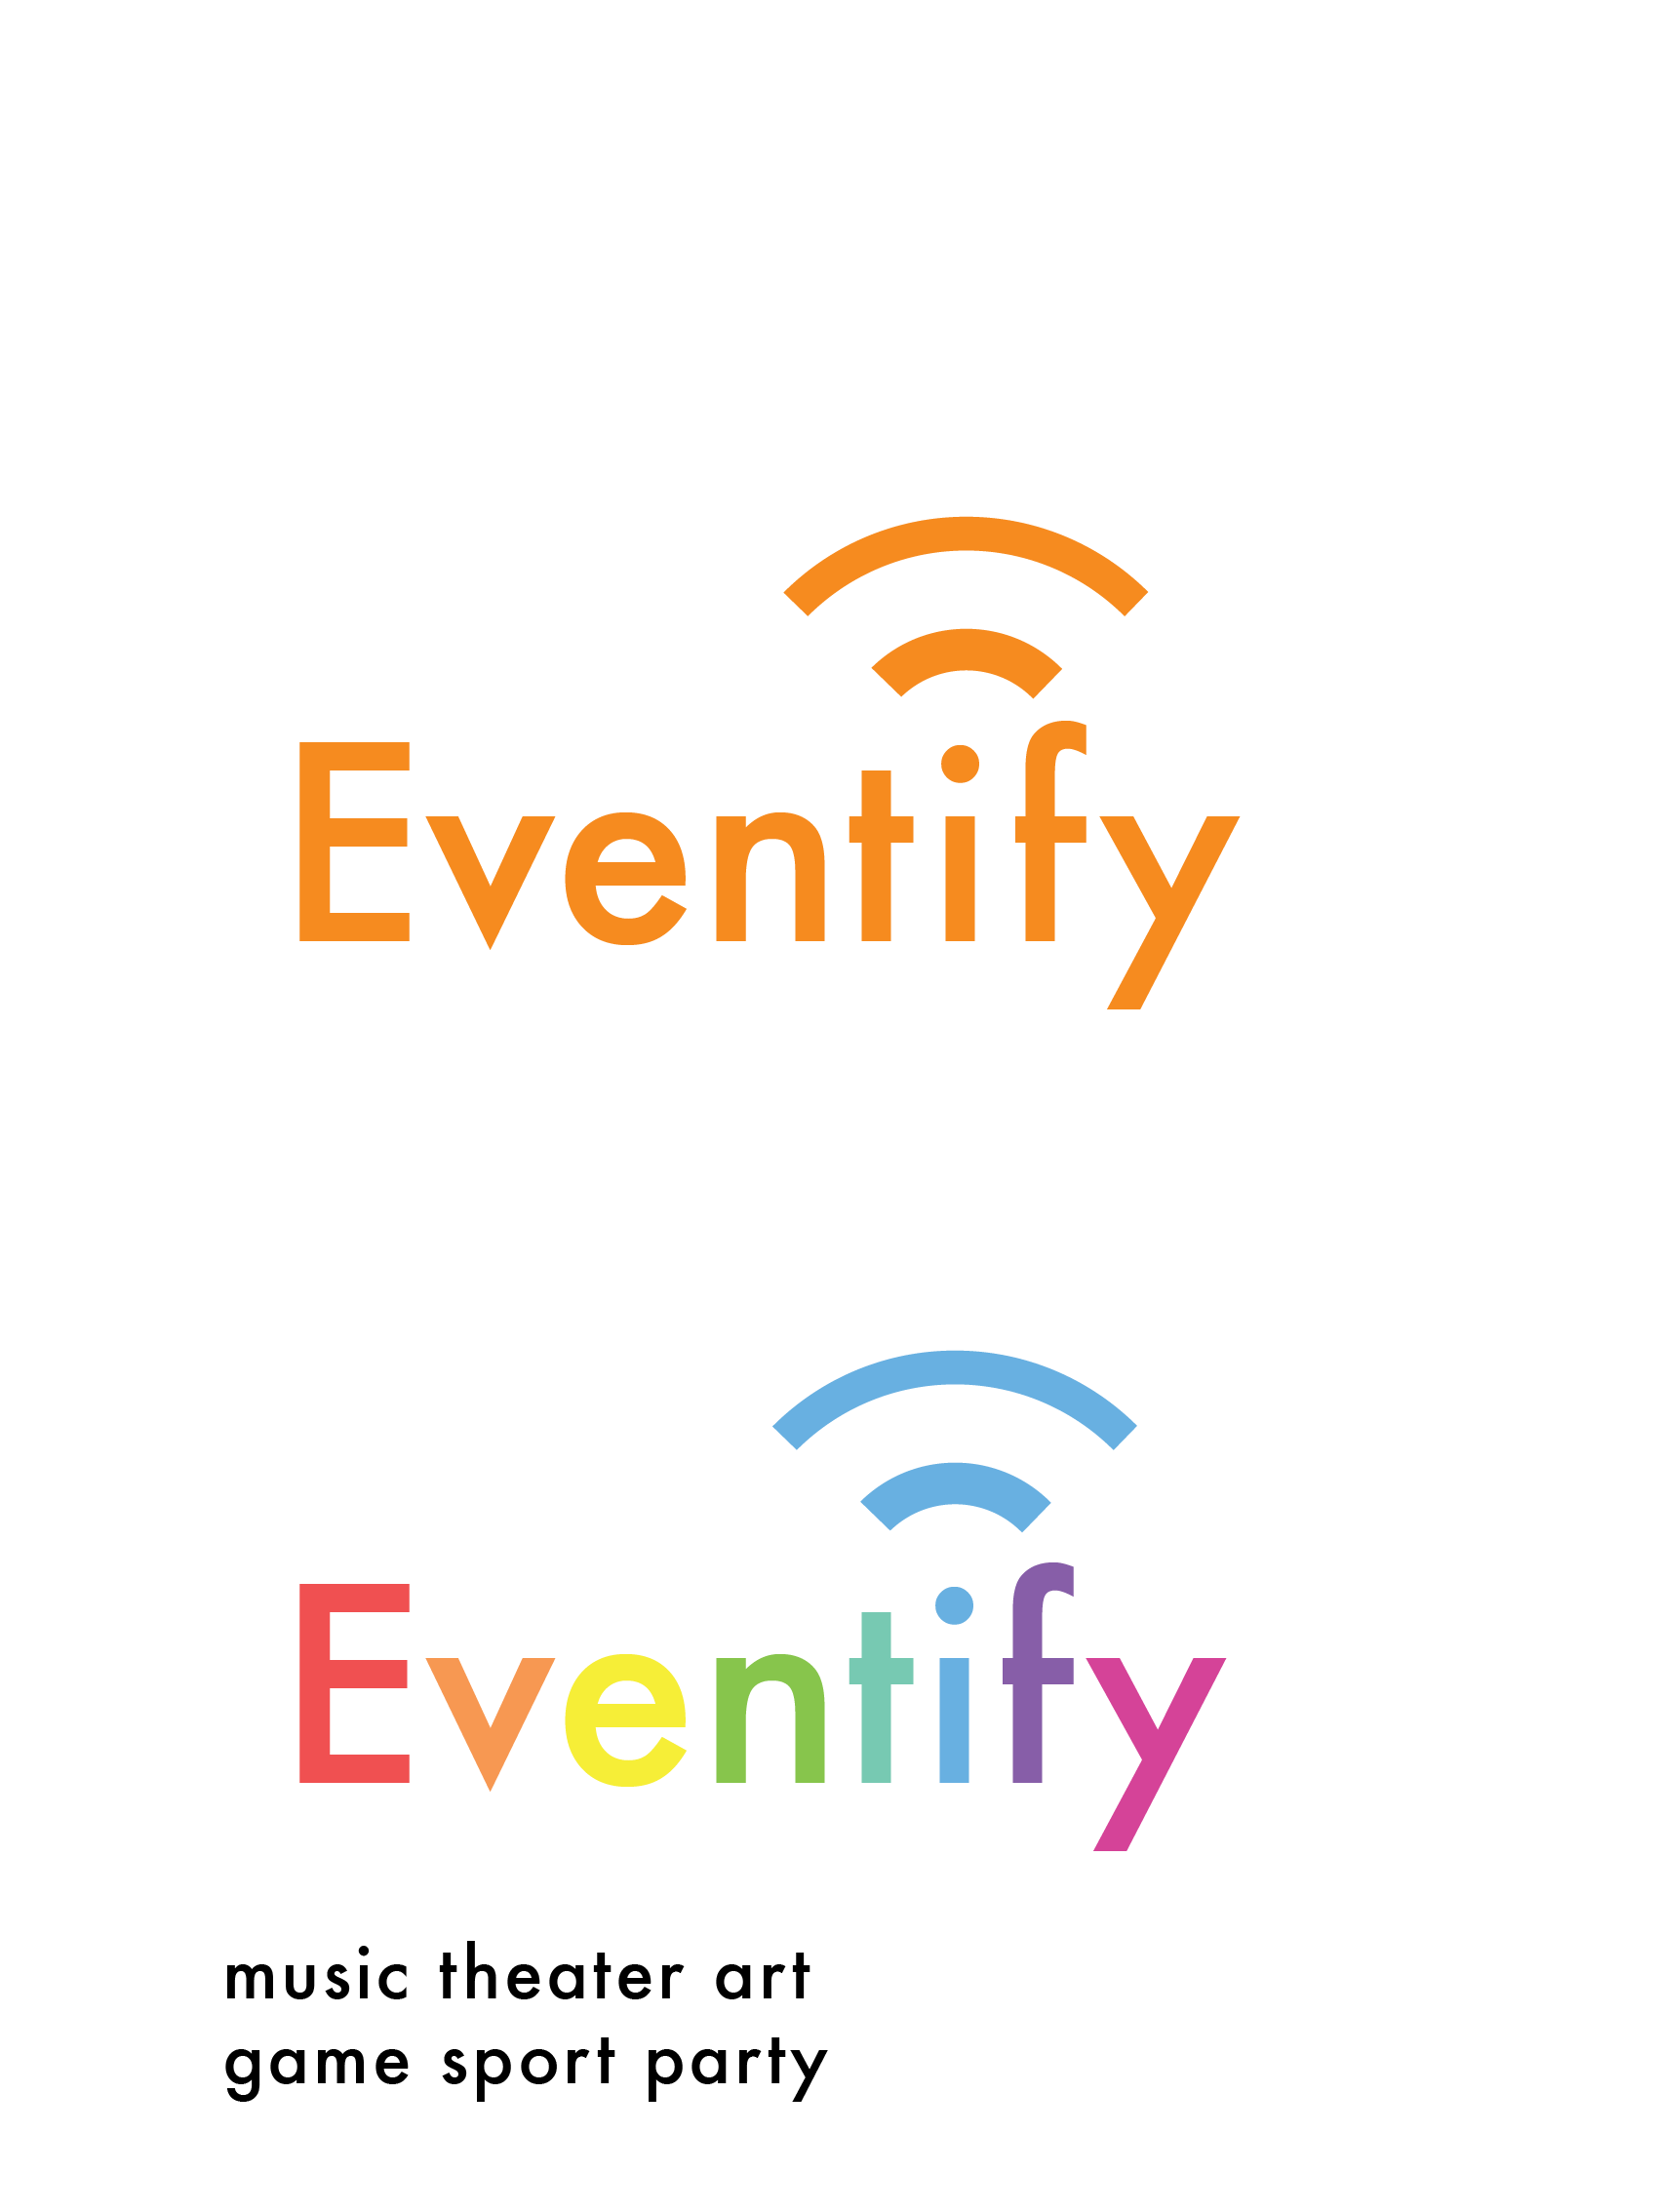 Eventify
Eventify
music theater art
game sport party